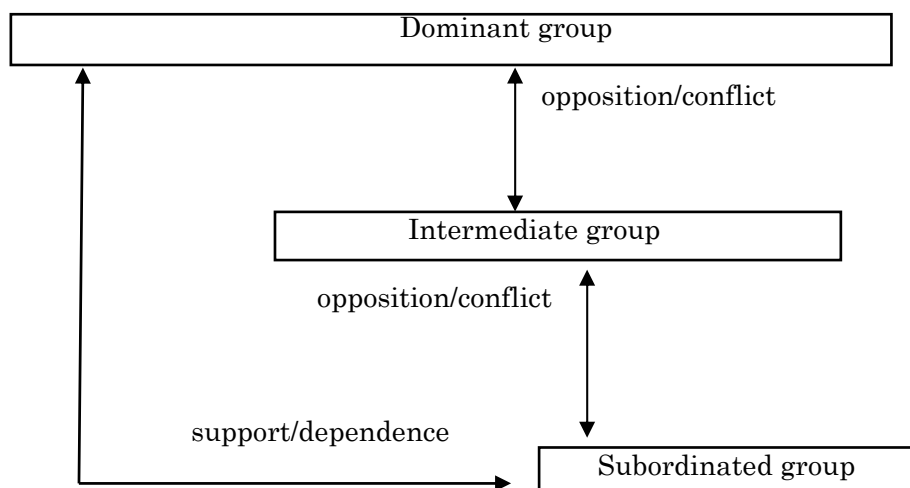 Dominant group
opposition/conflict
Intermediate group
opposition/conflict
support/dependence
Subordinated group